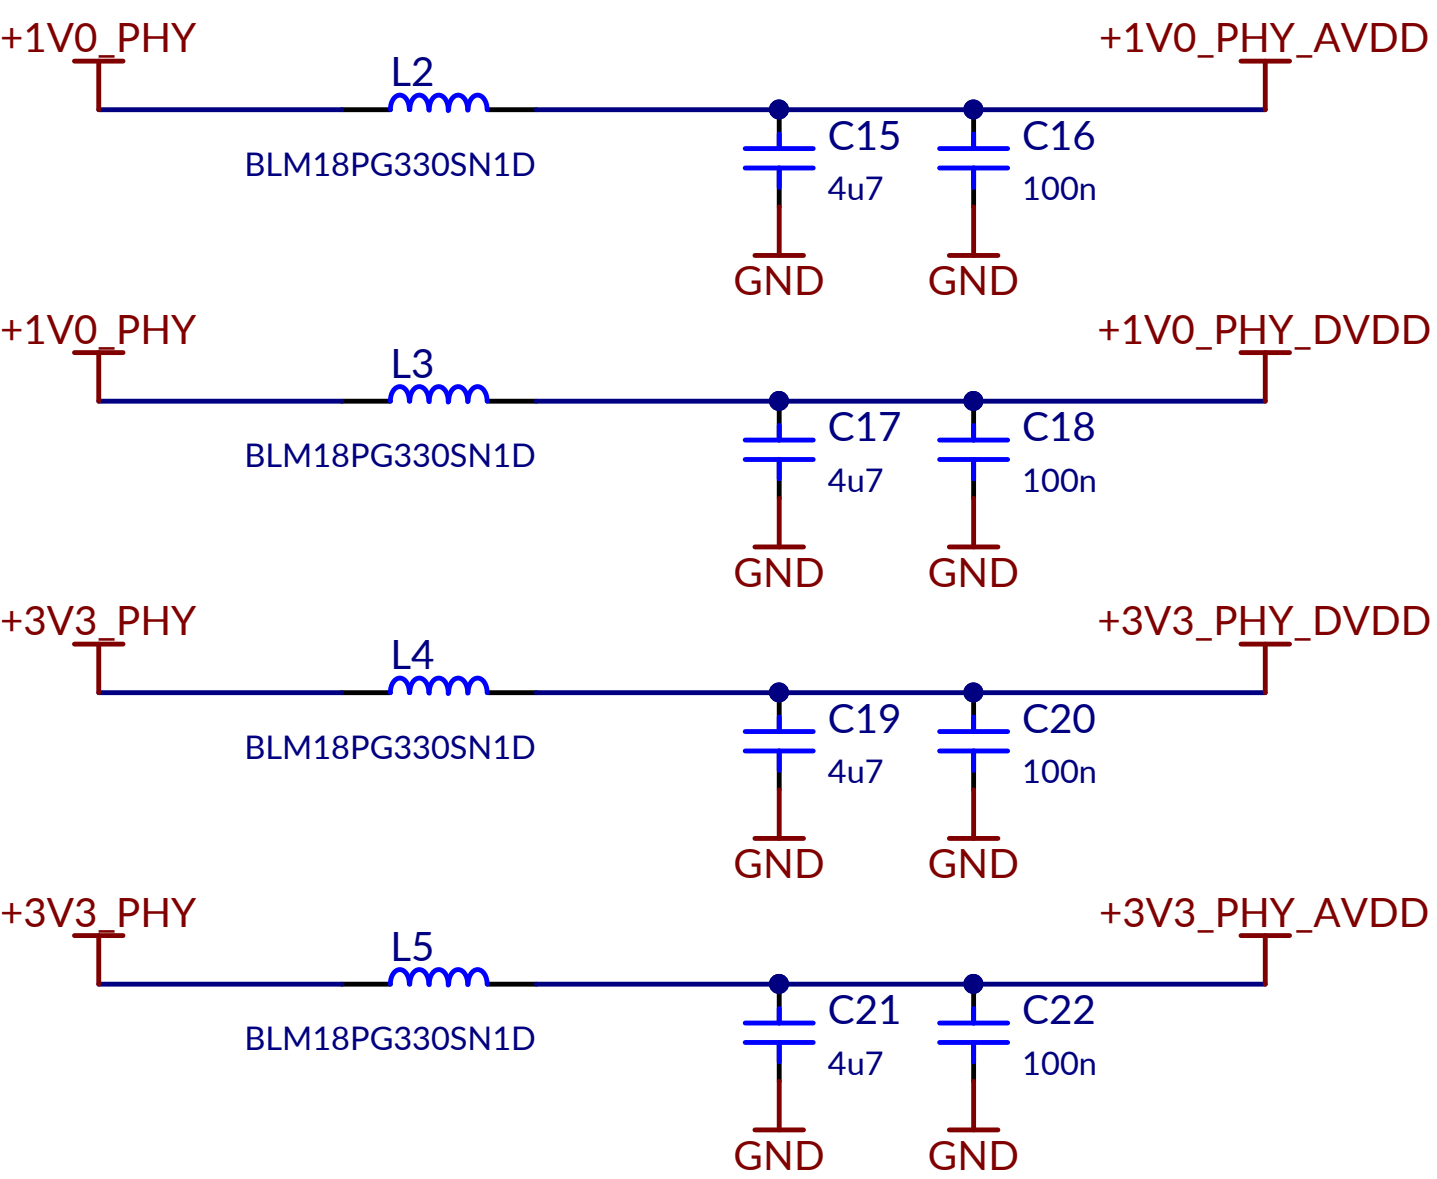 +1V0_PHY
+1V0_PHY_AVDD
L2
BLM18PG330SN1D
C15
4u7
C16
100n
GND
GND
+1V0_PHY
+1V0_PHY_DVDD
L3
BLM18PG330SN1D
C17
4u7
C18
100n
GND
GND
+3V3_PHY
+3V3_PHY_DVDD
L4
BLM18PG330SN1D
C19
4u7
C20
100n
GND
GND
+3V3_PHY
+3V3_PHY_AVDD
L5
BLM18PG330SN1D
C21
4u7
C22
100n
GND
GND